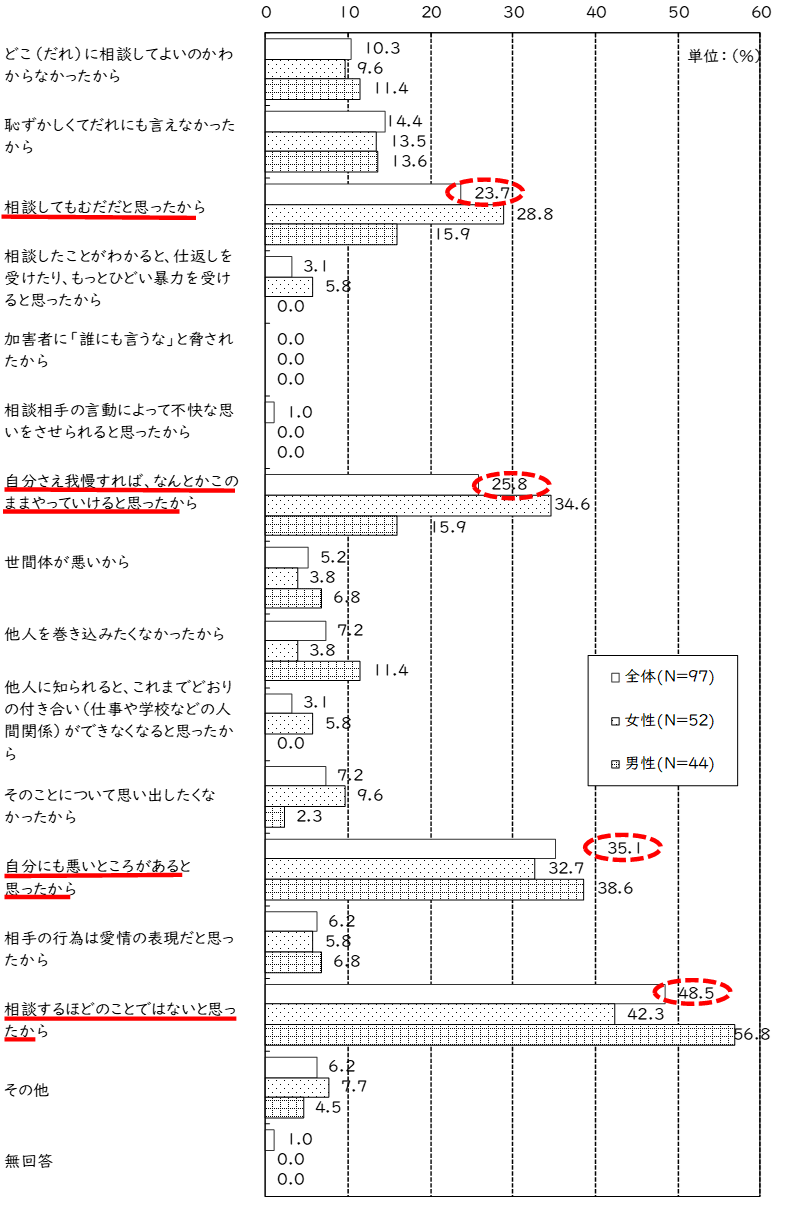 0 10 20 30 40 50 60
単位：（%）
どこ（だれ）に相談してよいのかわ
からなかったから
10.3
9.6
11.4
恥ずかしくてだれにも言えなかった
から
14.4
13.5
13.6
相談してもむだだと思ったから
23.7
28.8
15.9
相談したことがわかると、仕返しを
受けたり、もっとひどい暴力を受け
ると思ったから
3.1
5.8
0.0
加害者に「誰にも言うな」と脅され
たから
0.0
0.0
0.0
相談相手の言動によって不快な思
いをさせられると思ったから
1.0
0.0
0.0
自分さえ我慢すれば、なんとかこの
ままやっていけると思ったから
25.8
34.6
15.9
世間体が悪いから
5.2
3.8
6.8
他人を巻き込みたくなかったから
7.2
3.8
11.4
他人に知られると、これまでどおり
の付き合い（仕事や学校などの人
間関係）ができなくなると思ったか
ら
3.1
5.8
0.0
全体(N=97)
女性(N=52)
男性(N=44)
そのことについて思い出したくな
かったから
7.2
9.6
2.3
自分にも悪いところがあると
思ったから
35.1
32.7
38.6
相手の行為は愛情の表現だと思っ
たから
6.2
5.8
6.8
相談するほどのことではないと思っ
たから
48.5
42.3
56.8
その他
6.2
7.7
4.5
無回答
1.0
0.0
0.0